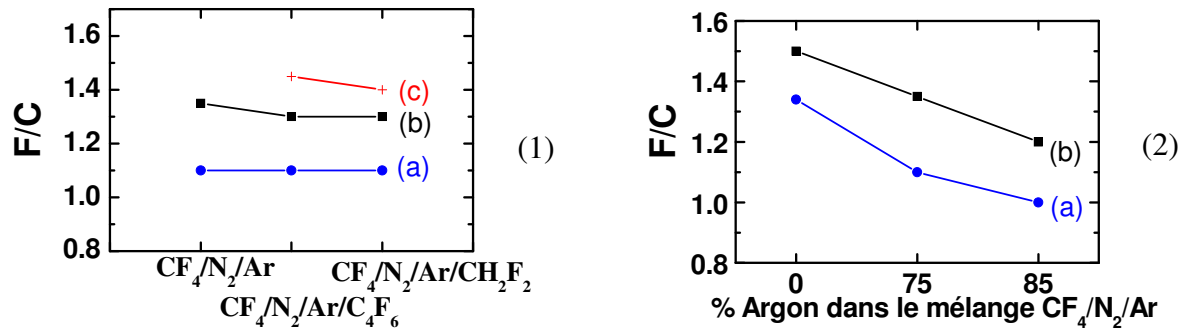 1.6
1.4
1.2
1.0
0.8
F/C
(c)
(b)
(a)
CF₄/N₂/Ar
CF₄/N₂/Ar/CH₂F₂
CF₄/N₂/Ar/C₄F₆
(1)
1.6
1.4
1.2
1.0
0.8
F/C
(b)
(a)
0 75 85
% Argon dans le mélange CF₄/N₂/Ar
(2)